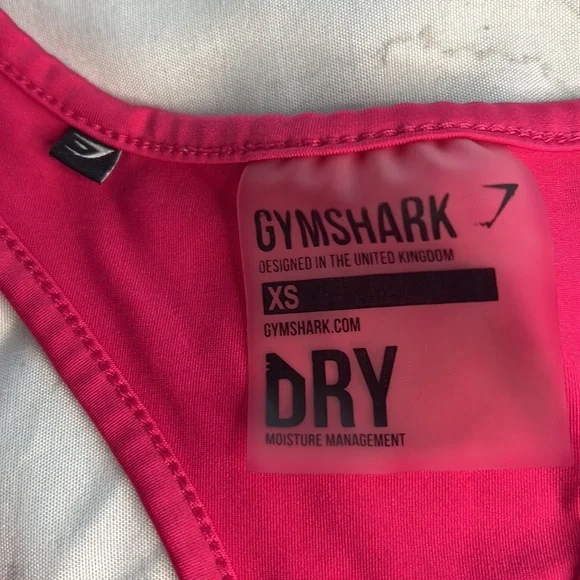 GYMSHARK
DESIGNED IN THE UNITED KINGDOM
XS
GYMSHARK.COM
DRY
MOISTURE MANAGEMENT